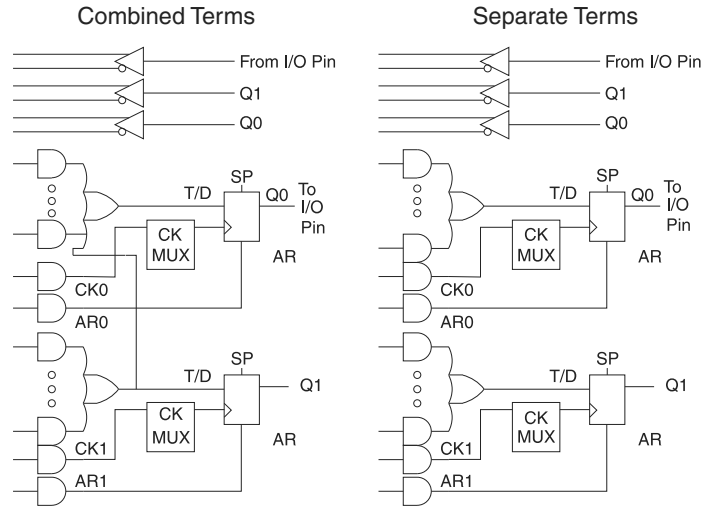 Combined Terms
From I/O Pin
Q1
Q0
SP
T/D
Q0
To
I/O
Pin
CK
MUX
AR
CK0
AR0
SP
T/D
Q1
CK
MUX
AR
CK1
AR1
Separate Terms
From I/O Pin
Q1
Q0
SP
T/D
Q0
To
I/O
Pin
CK
MUX
AR
CK0
AR0
SP
T/D
Q1
CK
MUX
AR
CK1
AR1